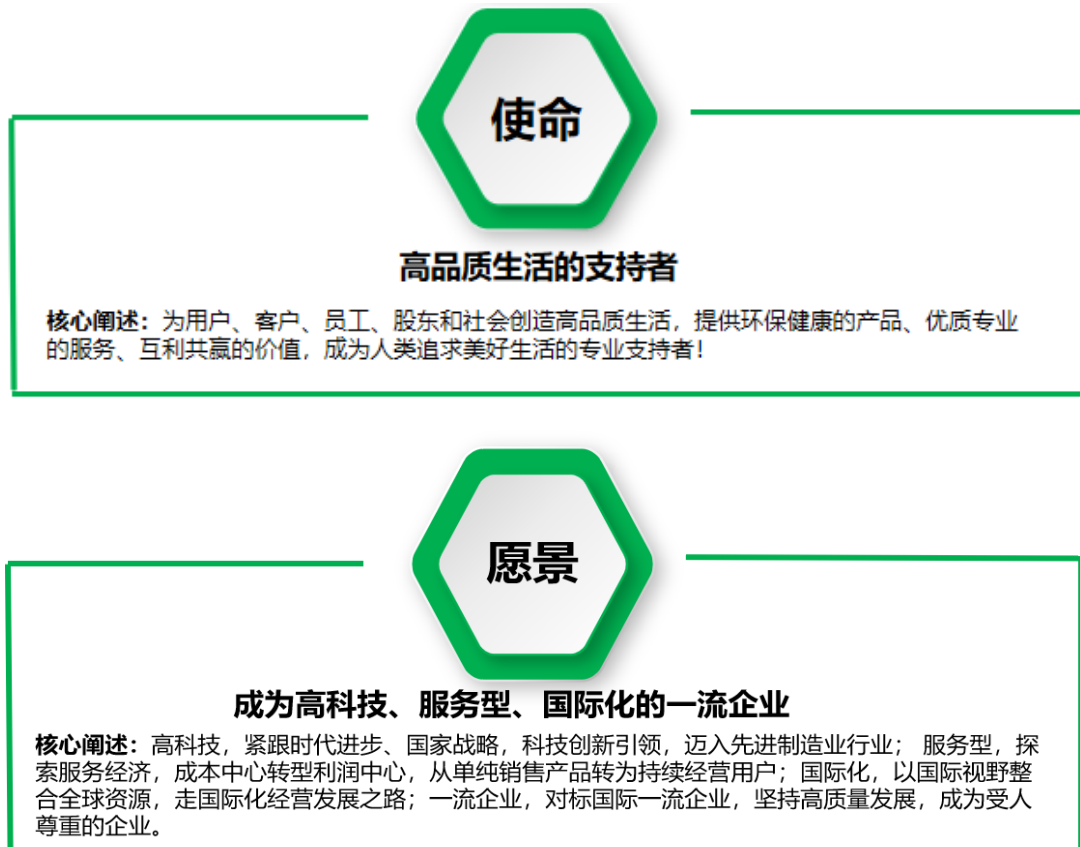 使命
高品质生活的支持者
核心阐述：为用户、客户、员工、股东和社会创造高品质生活，提供环保健康的产品、优质专业
的服务、互利共赢的价值，成为人类追求美好生活的专业支持者！
愿景
成为高科技、服务型、国际化的一流企业
核心阐述：高科技，紧跟时代进步、国家战略，科技创新引领，迈入先进制造业行业； 服务型，探
索服务经济，成本中心转型利润中心，从单纯销售产品转为持续经营用户；国际化，以国际视野整
合全球资源，走国际化经营发展之路；一流企业，对标国际一流企业，坚持高质量发展，成为受人
尊重的企业。